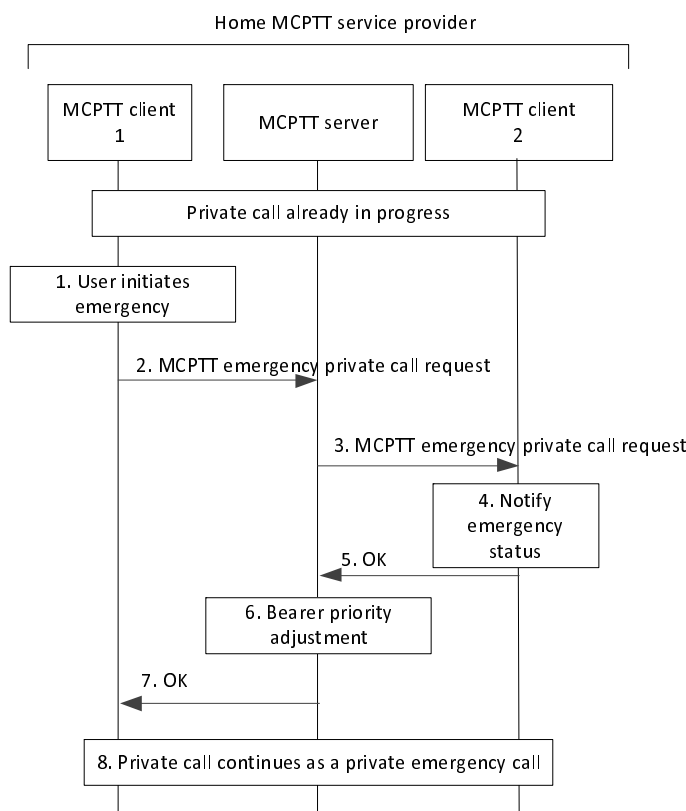 Home MCPTT service provider
MCPTT client
1
MCPTT server
MCPTT client
2
Private call already in progress
1. User initiates
emergency
2. MCPTT emergency private call request
3. MCPTT emergency private call request
4. Notify
emergency
status
5. OK
6. Bearer priority
adjustment
7. OK
8. Private call continues as a private emergency call